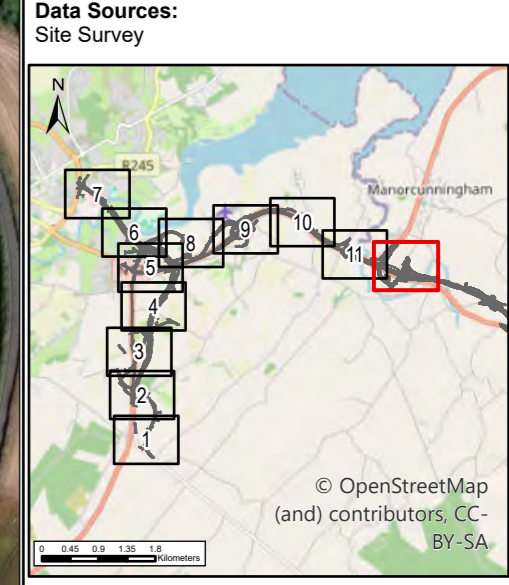 Data Sources:
Site Survey
N
R245
7
Manorcunningham
6
8
9
10
5
11
4
3
2
1
© OpenStreetMap
(and) contributors, CC-
BY-SA
0 0.45 0.9 1.35 1.8
Kilometers